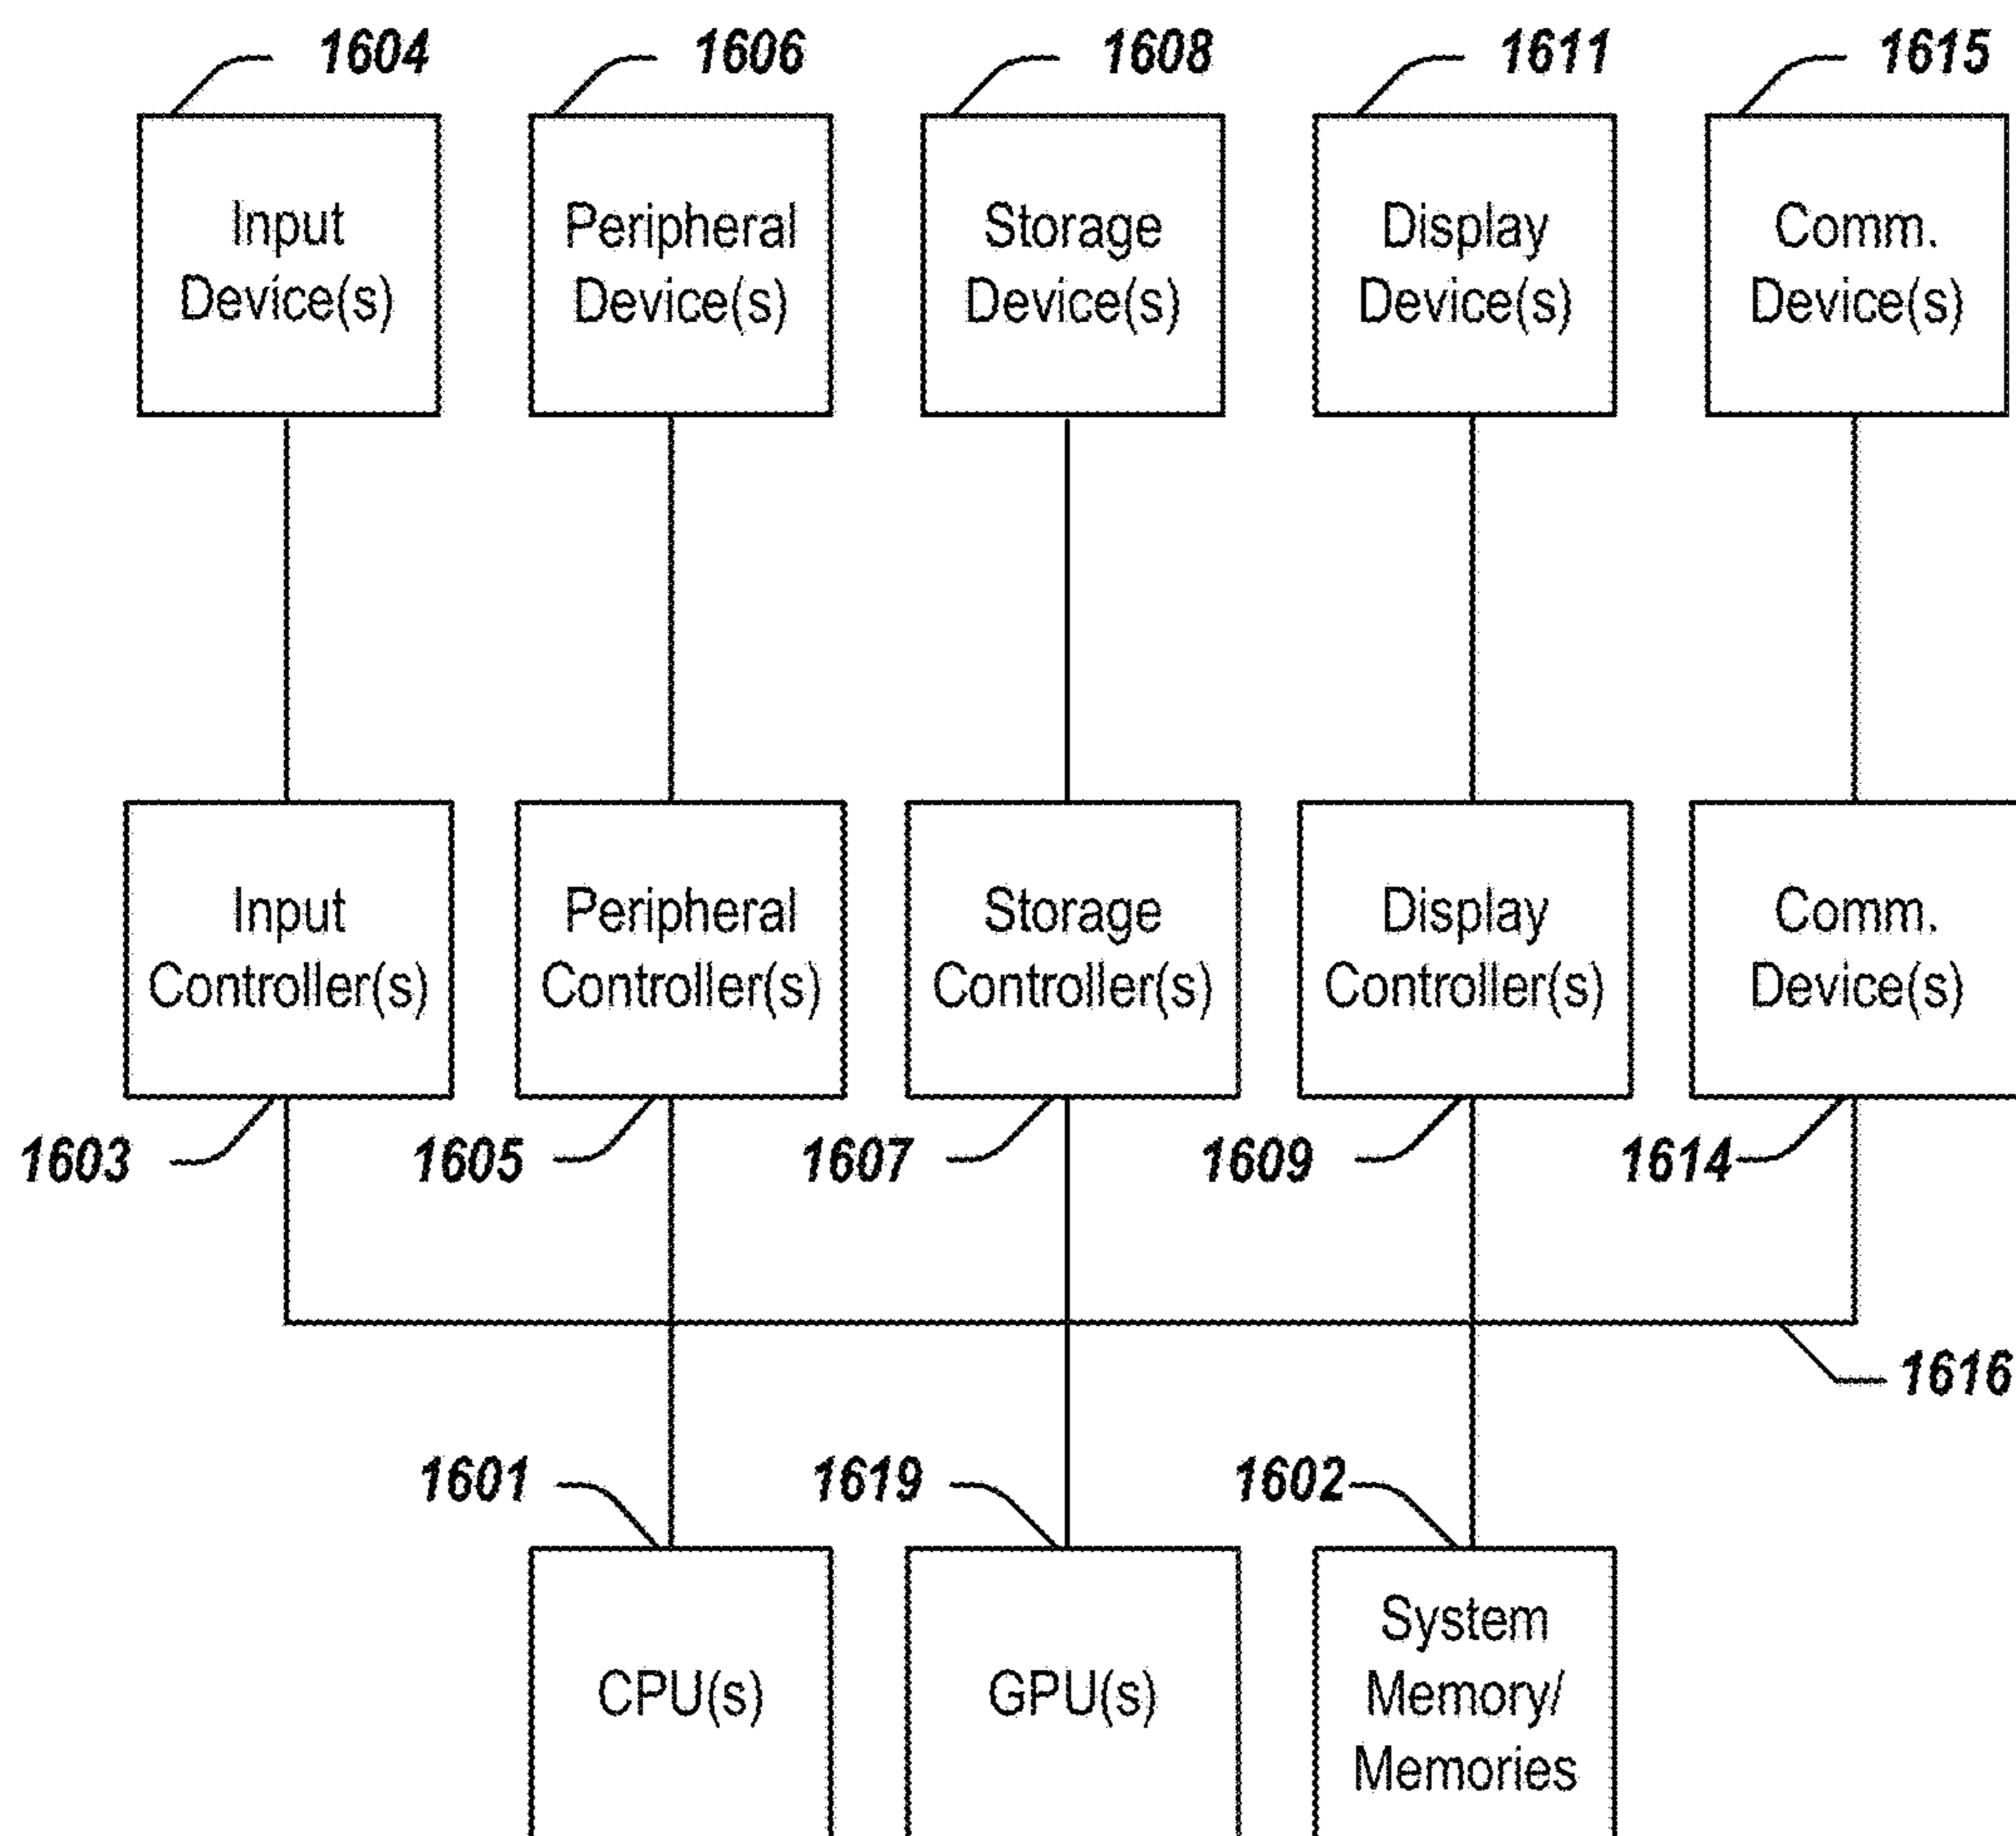 1604
1606
1608
1611
1615
Input
Device(s)
Peripheral
Device(s)
Storage
Device(s)
Display
Device(s)
Comm.
Device(s)
Input
Controller(s)
Peripheral
Controller(s)
Storage
Controller(s)
Display
Controller(s)
Comm.
Device(s)
1603
1605
1607
1609
1614
1616
1601
1619
1602
CPU(s)
GPU(s)
System
Memory/
Memories